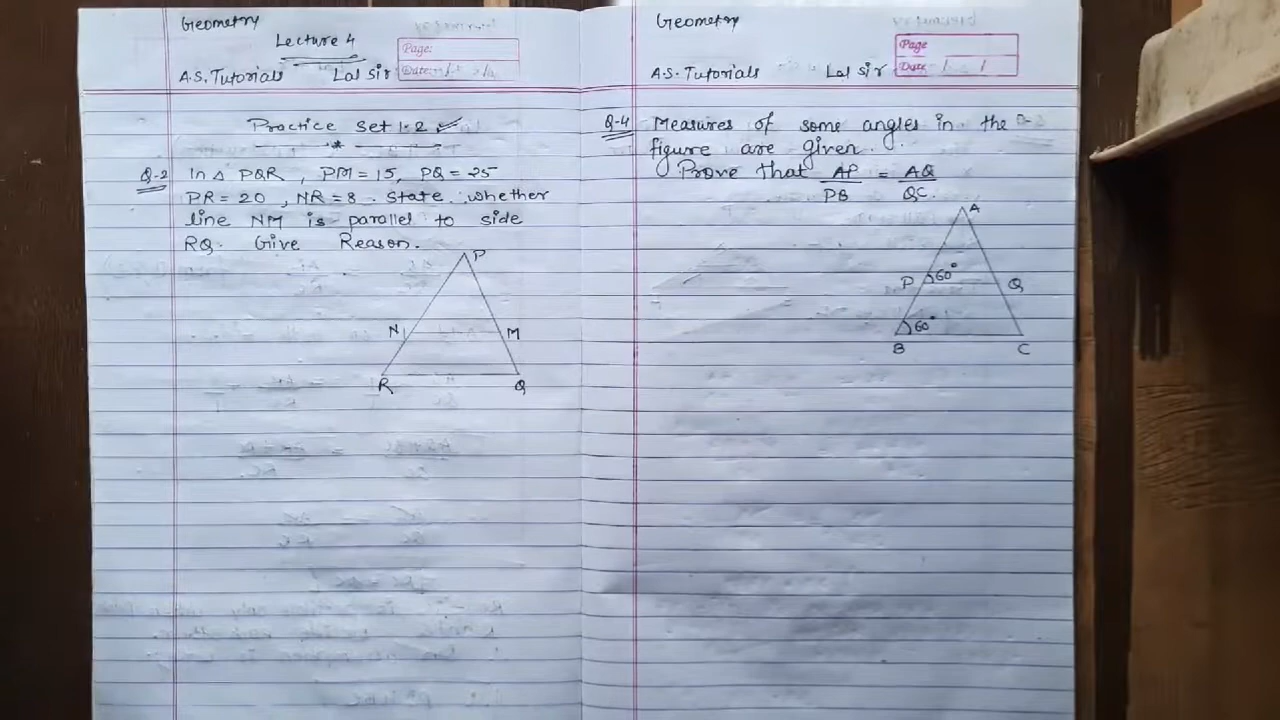 Geometry
Lecture 4
Page:
Date: / /
A.S. Tutorials Lal sir
Practice Set 1.2 ✓
Q-2 In △ PQR, PM = 15, PQ = 25
PR = 20, NR = 8. State whether
line NM is parallel to side
RQ. Give Reason.
P
N M
R Q
Geometry
Page
Date / /
A.S. Tutorials Lal sir
Q-4 Measures of some angles in the
figure are given.
Prove that AP/PB = AQ/QC.
A
P 60° Q
60°
B C